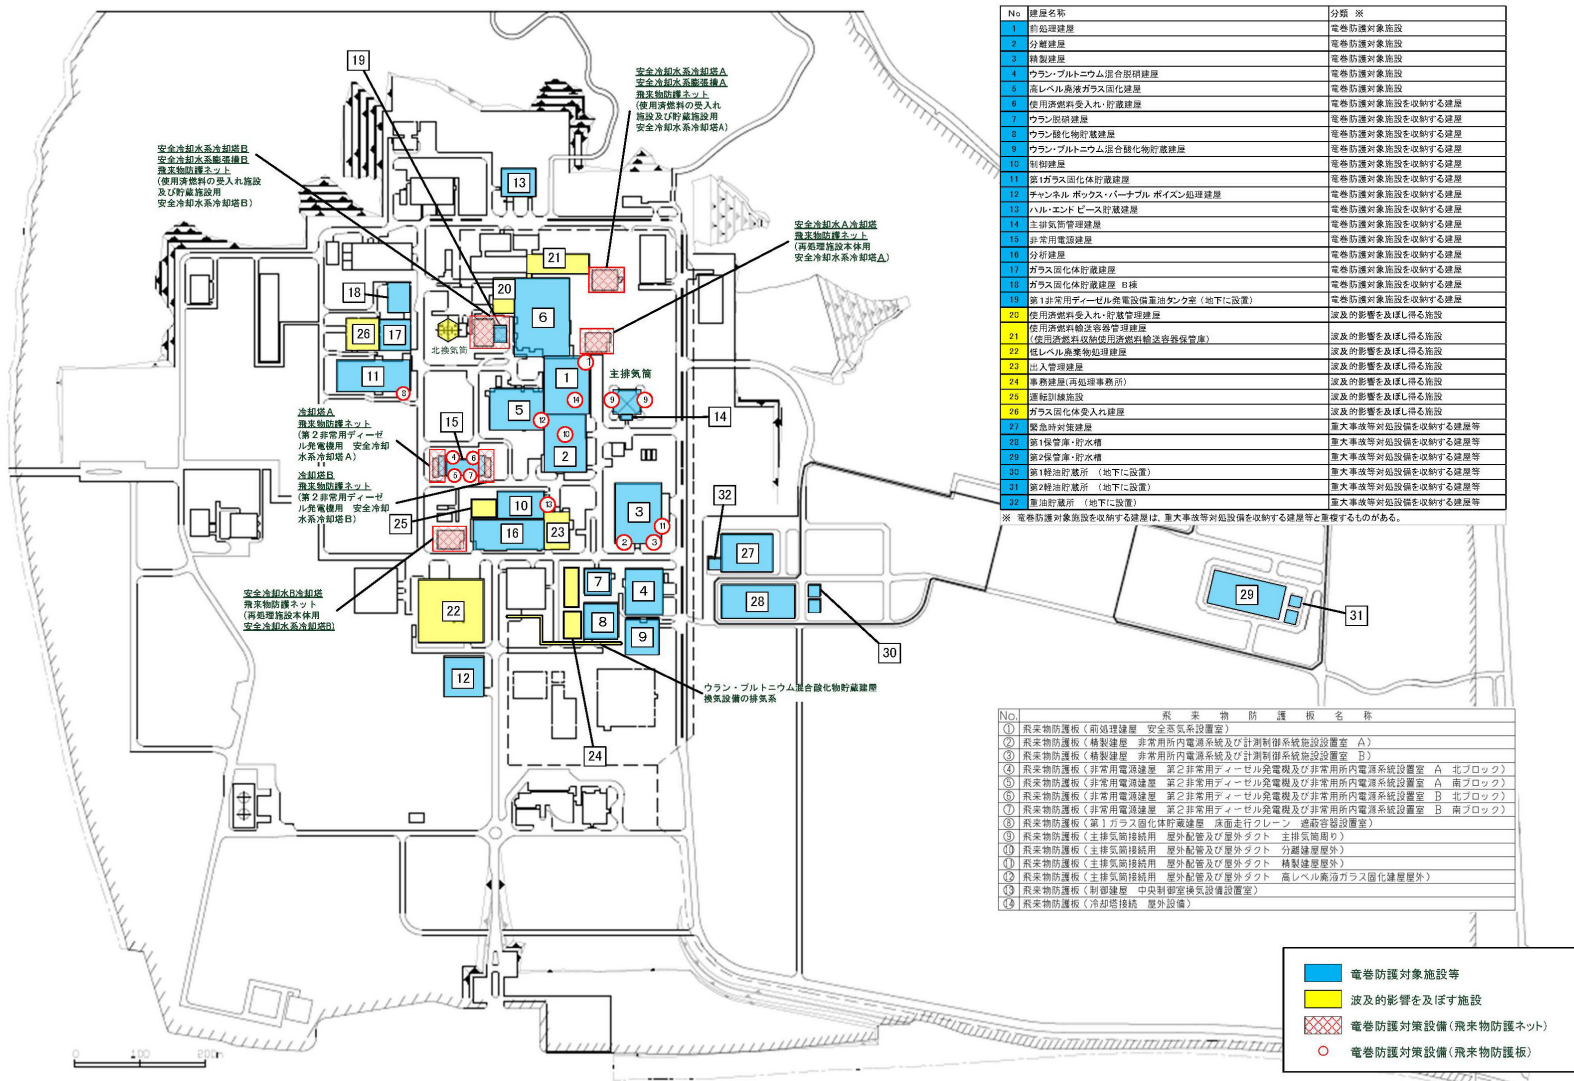 安全冷却水系冷却塔A
安全冷却水系膨張槽A
飛来物防護ネット
(使用済燃料の受入れ
施設及び貯蔵施設用
安全冷却水系冷却塔A)
安全冷却水系冷却塔B
安全冷却水系膨張槽B
飛来物防護ネット
(使用済燃料の受入れ施設
及び貯蔵施設用
安全冷却水系冷却塔B)
安全冷却水A冷却塔
飛来物防護ネット
(再処理施設本体用
安全冷却水系冷却塔A)
19
13
21
20
6
18
26
17
北換気筒
11
⑧
1
①
⑭
主排気筒
⑨
⑨
14
5
⑫
⑩
2
冷却塔A
飛来物防護ネット
(第2非常用ディーゼ
ル発電機用 安全冷却
水系冷却塔A)
冷却塔B
飛来物防護ネット
(第2非常用ディーゼ
ル発電機用 安全冷却
水系冷却塔B)
15
④
⑥
⑤
⑦
10
⑬
25
16
23
3
⑪
②
③
32
27
28
30
29
31
安全冷却水B冷却塔
飛来物防護ネット
(再処理施設本体用
安全冷却水系冷却塔B)
22
7
4
8
9
12
24
ウラン・プルトニウム混合酸化物貯蔵建屋
換気設備の排気系
0 100 200m
No 建屋名称 分類 ※
1 前処理建屋 竜巻防護対象施設
2 分離建屋 竜巻防護対象施設
3 精製建屋 竜巻防護対象施設
4 ウラン・プルトニウム混合脱硝建屋 竜巻防護対象施設
5 高レベル廃液ガラス固化建屋 竜巻防護対象施設
6 使用済燃料受入れ・貯蔵建屋 竜巻防護対象施設を収納する建屋
7 ウラン脱硝建屋 竜巻防護対象施設を収納する建屋
8 ウラン酸化物貯蔵建屋 竜巻防護対象施設を収納する建屋
9 ウラン・プルトニウム混合酸化物貯蔵建屋 竜巻防護対象施設を収納する建屋
10 制御建屋 竜巻防護対象施設を収納する建屋
11 第1ガラス固化体貯蔵建屋 竜巻防護対象施設を収納する建屋
12 チャンネル ボックス・バーナブル ポイズン処理建屋 竜巻防護対象施設を収納する建屋
13 ハル・エンド ピース貯蔵建屋 竜巻防護対象施設を収納する建屋
14 主排気筒管理建屋 竜巻防護対象施設を収納する建屋
15 非常用電源建屋 竜巻防護対象施設を収納する建屋
16 分析建屋 竜巻防護対象施設を収納する建屋
17 ガラス固化体貯蔵建屋 竜巻防護対象施設を収納する建屋
18 ガラス固化体貯蔵建屋 B棟 竜巻防護対象施設を収納する建屋
19 第1非常用ディーゼル発電設備重油タンク室(地下に設置) 竜巻防護対象施設を収納する建屋
20 使用済燃料受入れ・貯蔵管理建屋 波及的影響を及ぼし得る施設
21 使用済燃料輸送容器管理建屋
(使用済燃料収納使用済燃料輸送容器保管庫) 波及的影響を及ぼし得る施設
22 低レベル廃棄物処理建屋 波及的影響を及ぼし得る施設
23 出入管理建屋 波及的影響を及ぼし得る施設
24 事務建屋(再処理事務所) 波及的影響を及ぼし得る施設
25 運転訓練施設 波及的影響を及ぼし得る施設
26 ガラス固化体受入れ建屋 波及的影響を及ぼし得る施設
27 緊急時対策建屋 重大事故等対処設備を収納する建屋等
28 第1保管庫・貯水槽 重大事故等対処設備を収納する建屋等
29 第2保管庫・貯水槽 重大事故等対処設備を収納する建屋等
30 第1軽油貯蔵所 (地下に設置) 重大事故等対処設備を収納する建屋等
31 第2軽油貯蔵所 (地下に設置) 重大事故等対処設備を収納する建屋等
32 重油貯蔵所 (地下に設置) 重大事故等対処設備を収納する建屋等
※ 竜巻防護対象施設を収納する建屋は、重大事故等対処設備を収納する建屋等と重複するものがある。
No. 飛来物防護板名称
① 飛来物防護板(前処理建屋 安全蒸気系設置室)
② 飛来物防護板(精製建屋 非常用所内電源系統及び計測制御系統施設設置室 A)
③ 飛来物防護板(精製建屋 非常用所内電源系統及び計測制御系統施設設置室 B)
④ 飛来物防護板(非常用電源建屋 第2非常用ディーゼル発電機及び非常用所内電源系統設置室 A 北ブロック)
⑤ 飛来物防護板(非常用電源建屋 第2非常用ディーゼル発電機及び非常用所内電源系統設置室 A 南ブロック)
⑥ 飛来物防護板(非常用電源建屋 第2非常用ディーゼル発電機及び非常用所内電源系統設置室 B 北ブロック)
⑦ 飛来物防護板(非常用電源建屋 第2非常用ディーゼル発電機及び非常用所内電源系統設置室 B 南ブロック)
⑧ 飛来物防護板(第1ガラス固化体貯蔵建屋 床面走行クレーン 遮蔽容器設置室)
⑨ 飛来物防護板(主排気筒接続用 屋外配管及び屋外ダクト 主排気筒周り)
⑩ 飛来物防護板(主排気筒接続用 屋外配管及び屋外ダクト 分離建屋屋外)
⑪ 飛来物防護板(主排気筒接続用 屋外配管及び屋外ダクト 精製建屋屋外)
⑫ 飛来物防護板(主排気筒接続用 屋外配管及び屋外ダクト 高レベル廃液ガラス固化建屋屋外)
⑬ 飛来物防護板(制御建屋 中央制御室換気設備設置室)
⑭ 飛来物防護板(冷却塔接続 屋外設備)
竜巻防護対象施設等
波及的影響を及ぼす施設
竜巻防護対策設備(飛来物防護ネット)
竜巻防護対策設備(飛来物防護板)